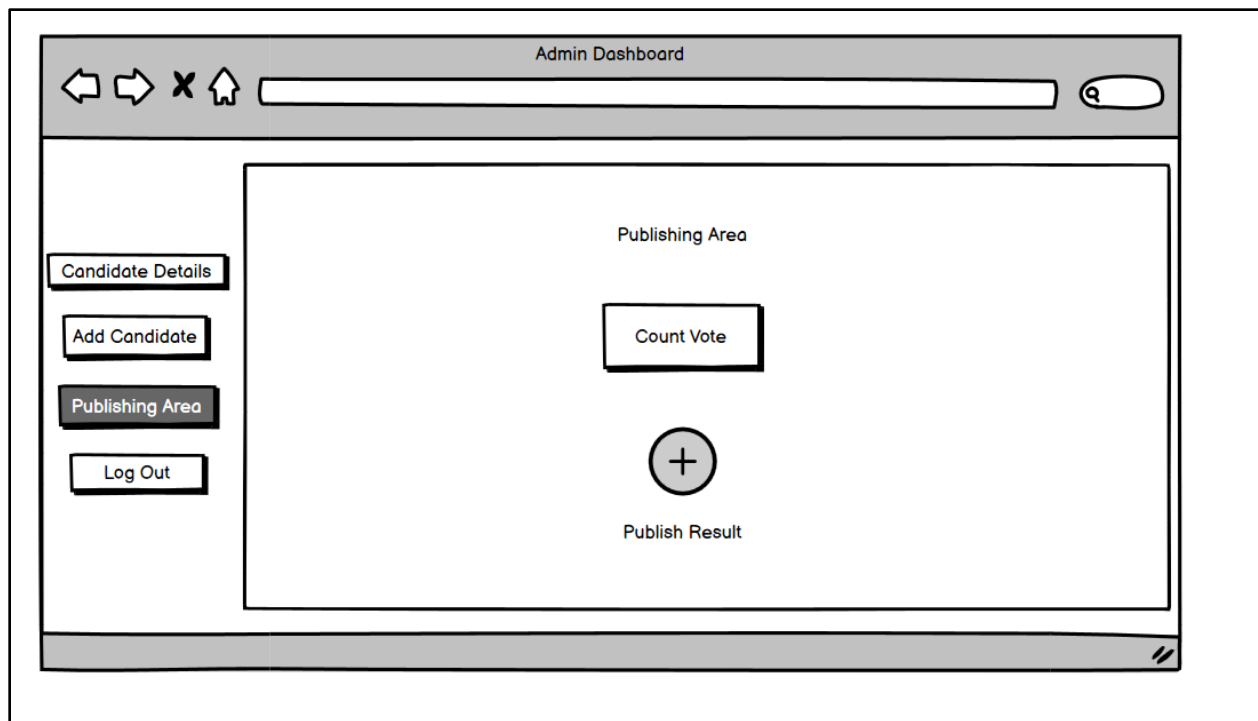 Admin Dashboard
Publishing Area
Candidate Details
Count Vote
Add Candidate
Publishing Area
Log Out
Publish Result